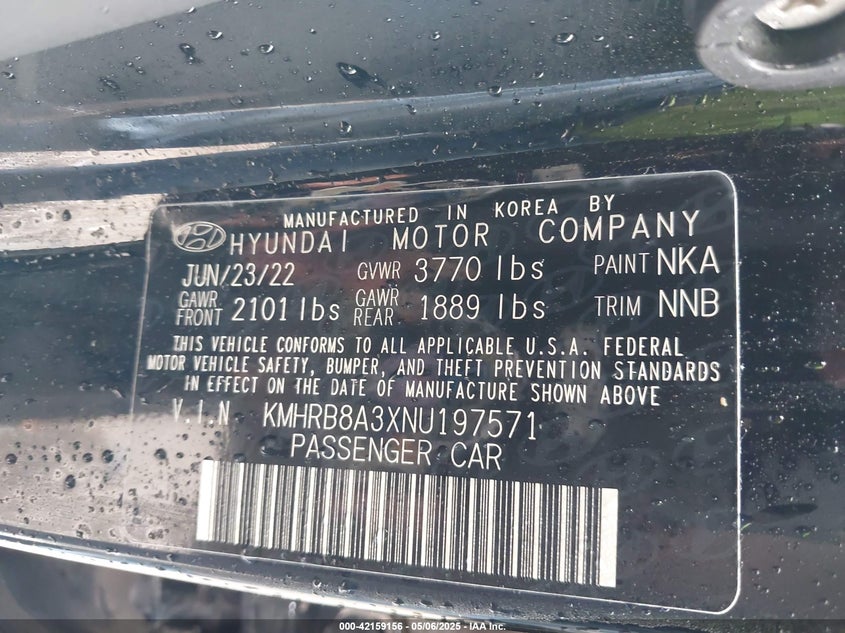 MANUFACTURED IN KOREA BY
HYUNDAI MOTOR COMPANY
JUN/23/22 GVWR 3770 lbs PAINT NKA
GAWR FRONT 2101 lbs GAWR REAR 1889 lbs TRIM NNB
THIS VEHICLE CONFORMS TO ALL APPLICABLE U.S.A. FEDERAL
MOTOR VEHICLE SAFETY, BUMPER, AND THEFT PREVENTION STANDARDS
IN EFFECT ON THE DATE OF MANUFACTURE SHOWN ABOVE
V.I.N KMHRB8A3XNU197571
PASSENGER CAR
000-42159156 - 05/06/2025 - IAA Inc.